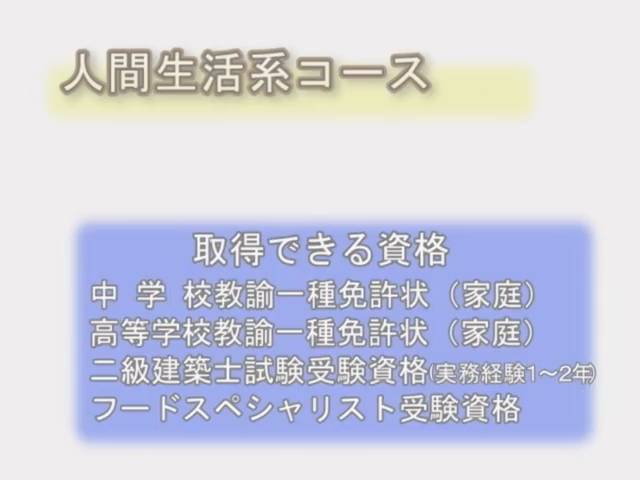 人間生活系コース
取得できる資格
中 学 校教諭一種免許状（家庭）
高等学校教諭一種免許状（家庭）
二級建築士試験受験資格(実務経験1～2年)
フードスペシャリスト受験資格